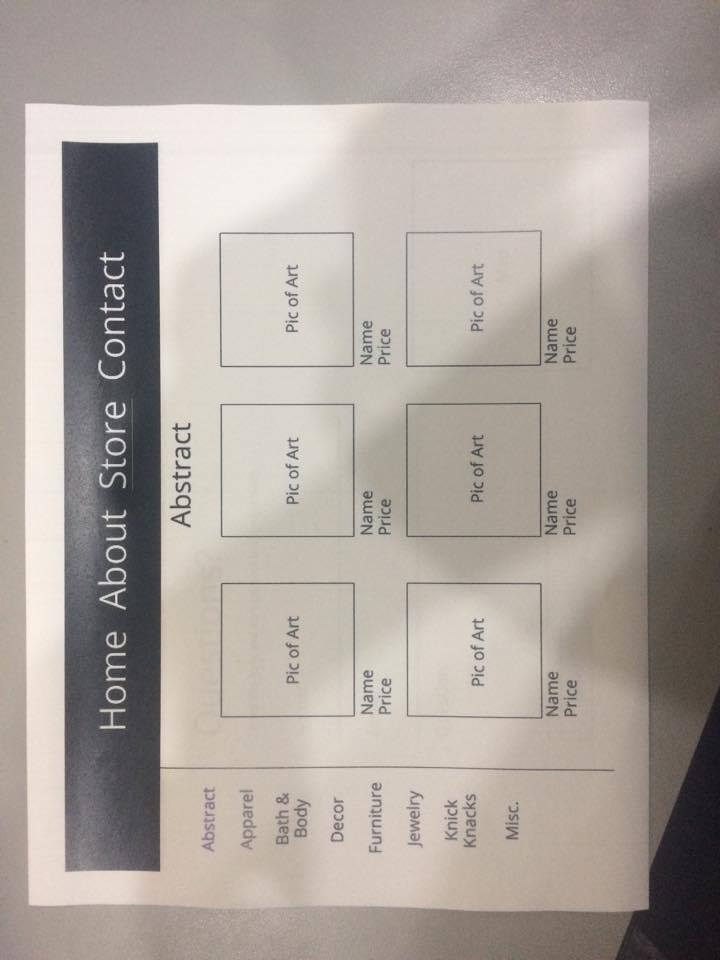 Home About Store Contact
Abstract
Abstract
Apparel
Bath &
Body
Decor
Furniture
Jewelry
Knick
Knacks
Misc.
Pic of Art
Name
Price
Pic of Art
Name
Price
Pic of Art
Name
Price
Pic of Art
Name
Price
Pic of Art
Name
Price
Pic of Art
Name
Price